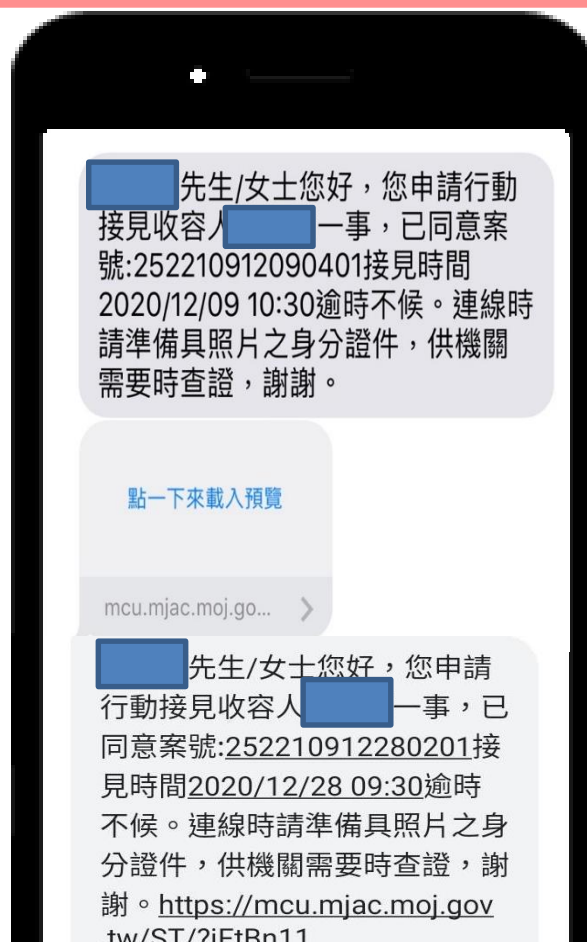 先生/女士您好，您申請行動
接見收容人 一事，已同意案
號:252210912090401接見時間
2020/12/09 10:30逾時不候。連線時
請準備具照片之身分證件，供機關
需要時查證，謝謝。
點一下來載入預覽
mcu.mjac.moj.go...
先生/女士您好，您申請
行動接見收容人 一事，已
同意案號:252210912280201接
見時間2020/12/28 09:30逾時
不候。連線時請準備具照片之身
分證件，供機關需要時查證，謝
謝。https://mcu.mjac.moj.gov